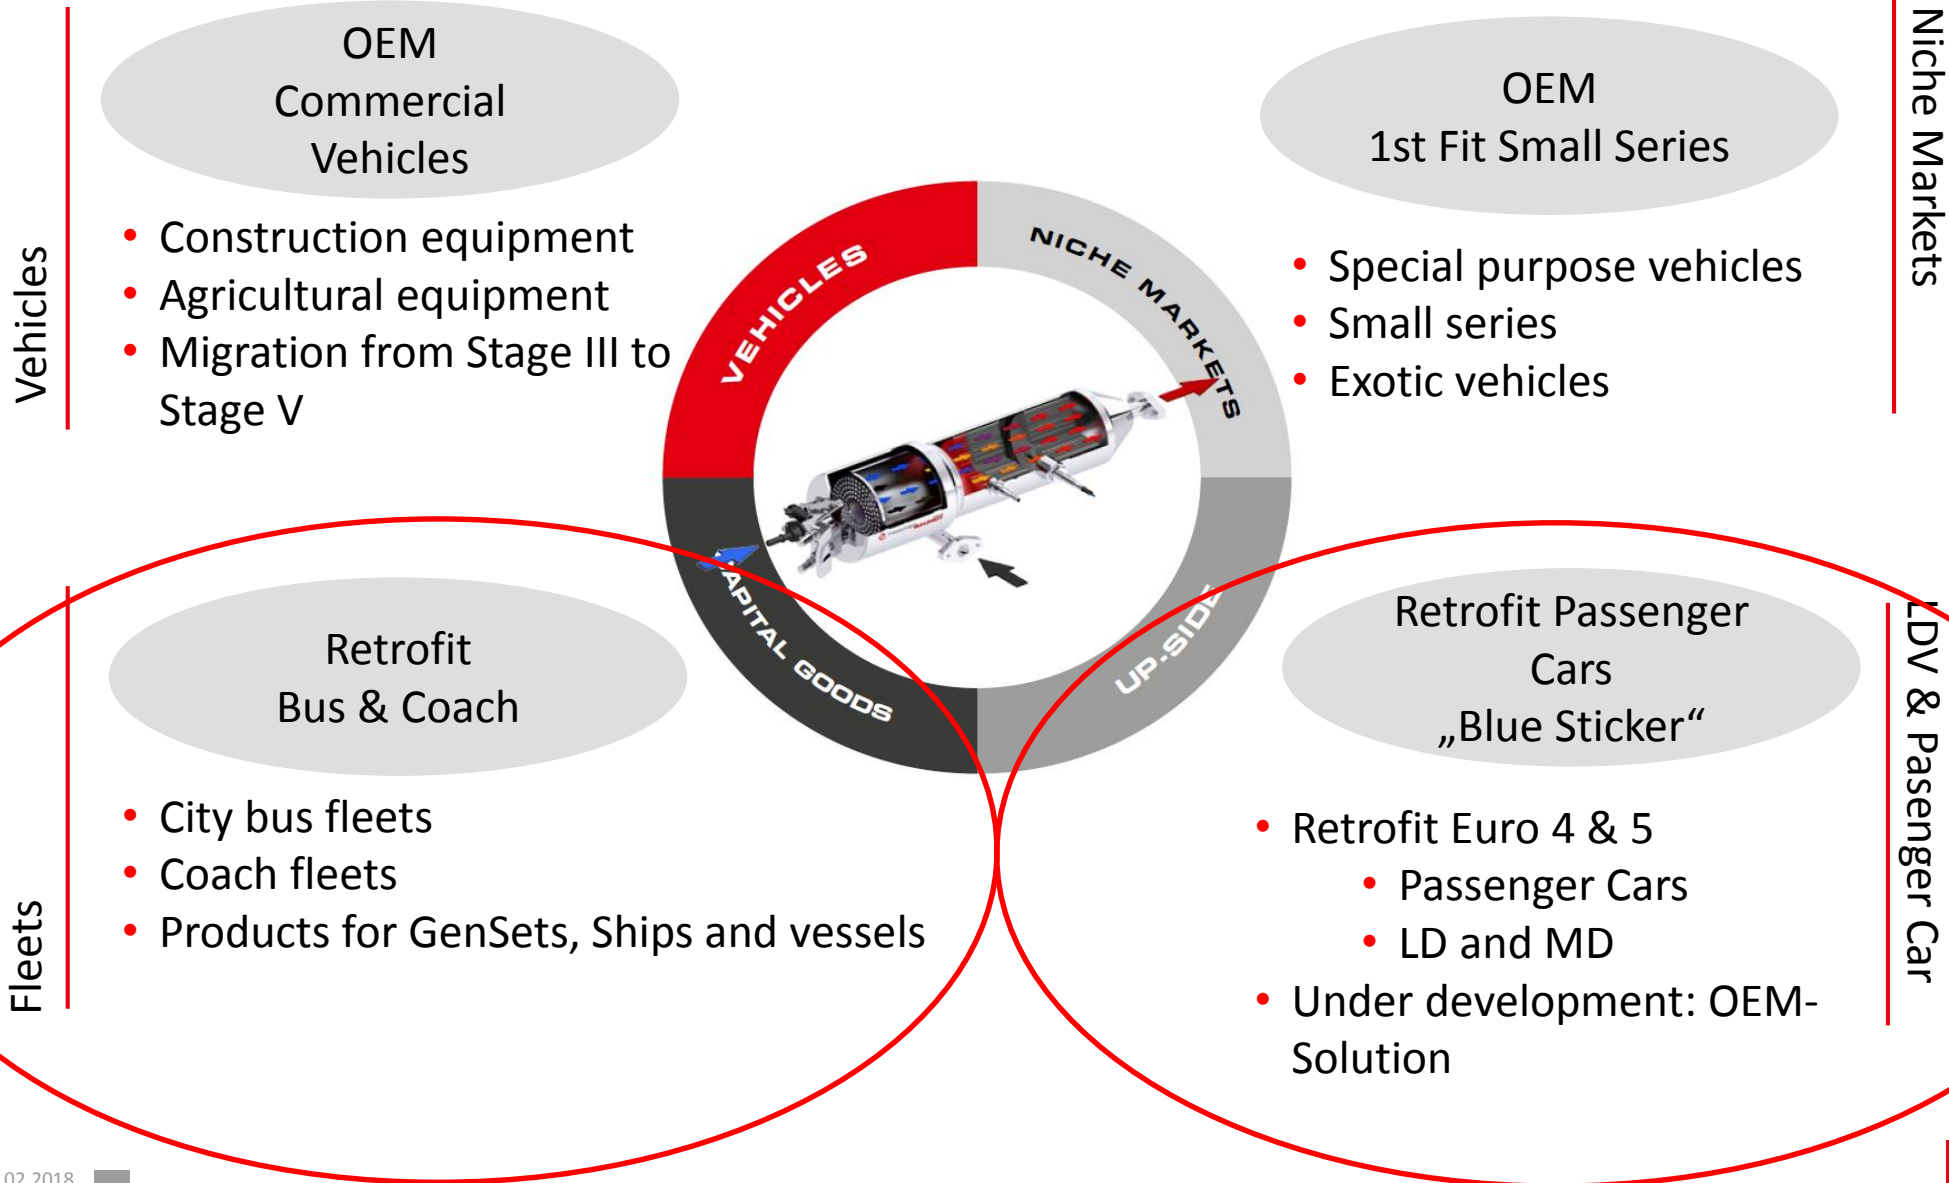 OEM
Commercial
Vehicles
Vehicles
• Construction equipment
• Agricultural equipment
• Migration from Stage III to
Stage V
OEM
1st Fit Small Series
Niche Markets
• Special purpose vehicles
• Small series
• Exotic vehicles
VEHICLES
NICHE MARKETS
CAPITAL GOODS
UP-SIDE
Retrofit
Bus & Coach
Fleets
• City bus fleets
• Coach fleets
• Products for GenSets, Ships and vessels
Retrofit Passenger
Cars
„Blue Sticker“
LDV & Pasenger Car
• Retrofit Euro 4 & 5
• Passenger Cars
• LD and MD
• Under development: OEM-
Solution
02.2018